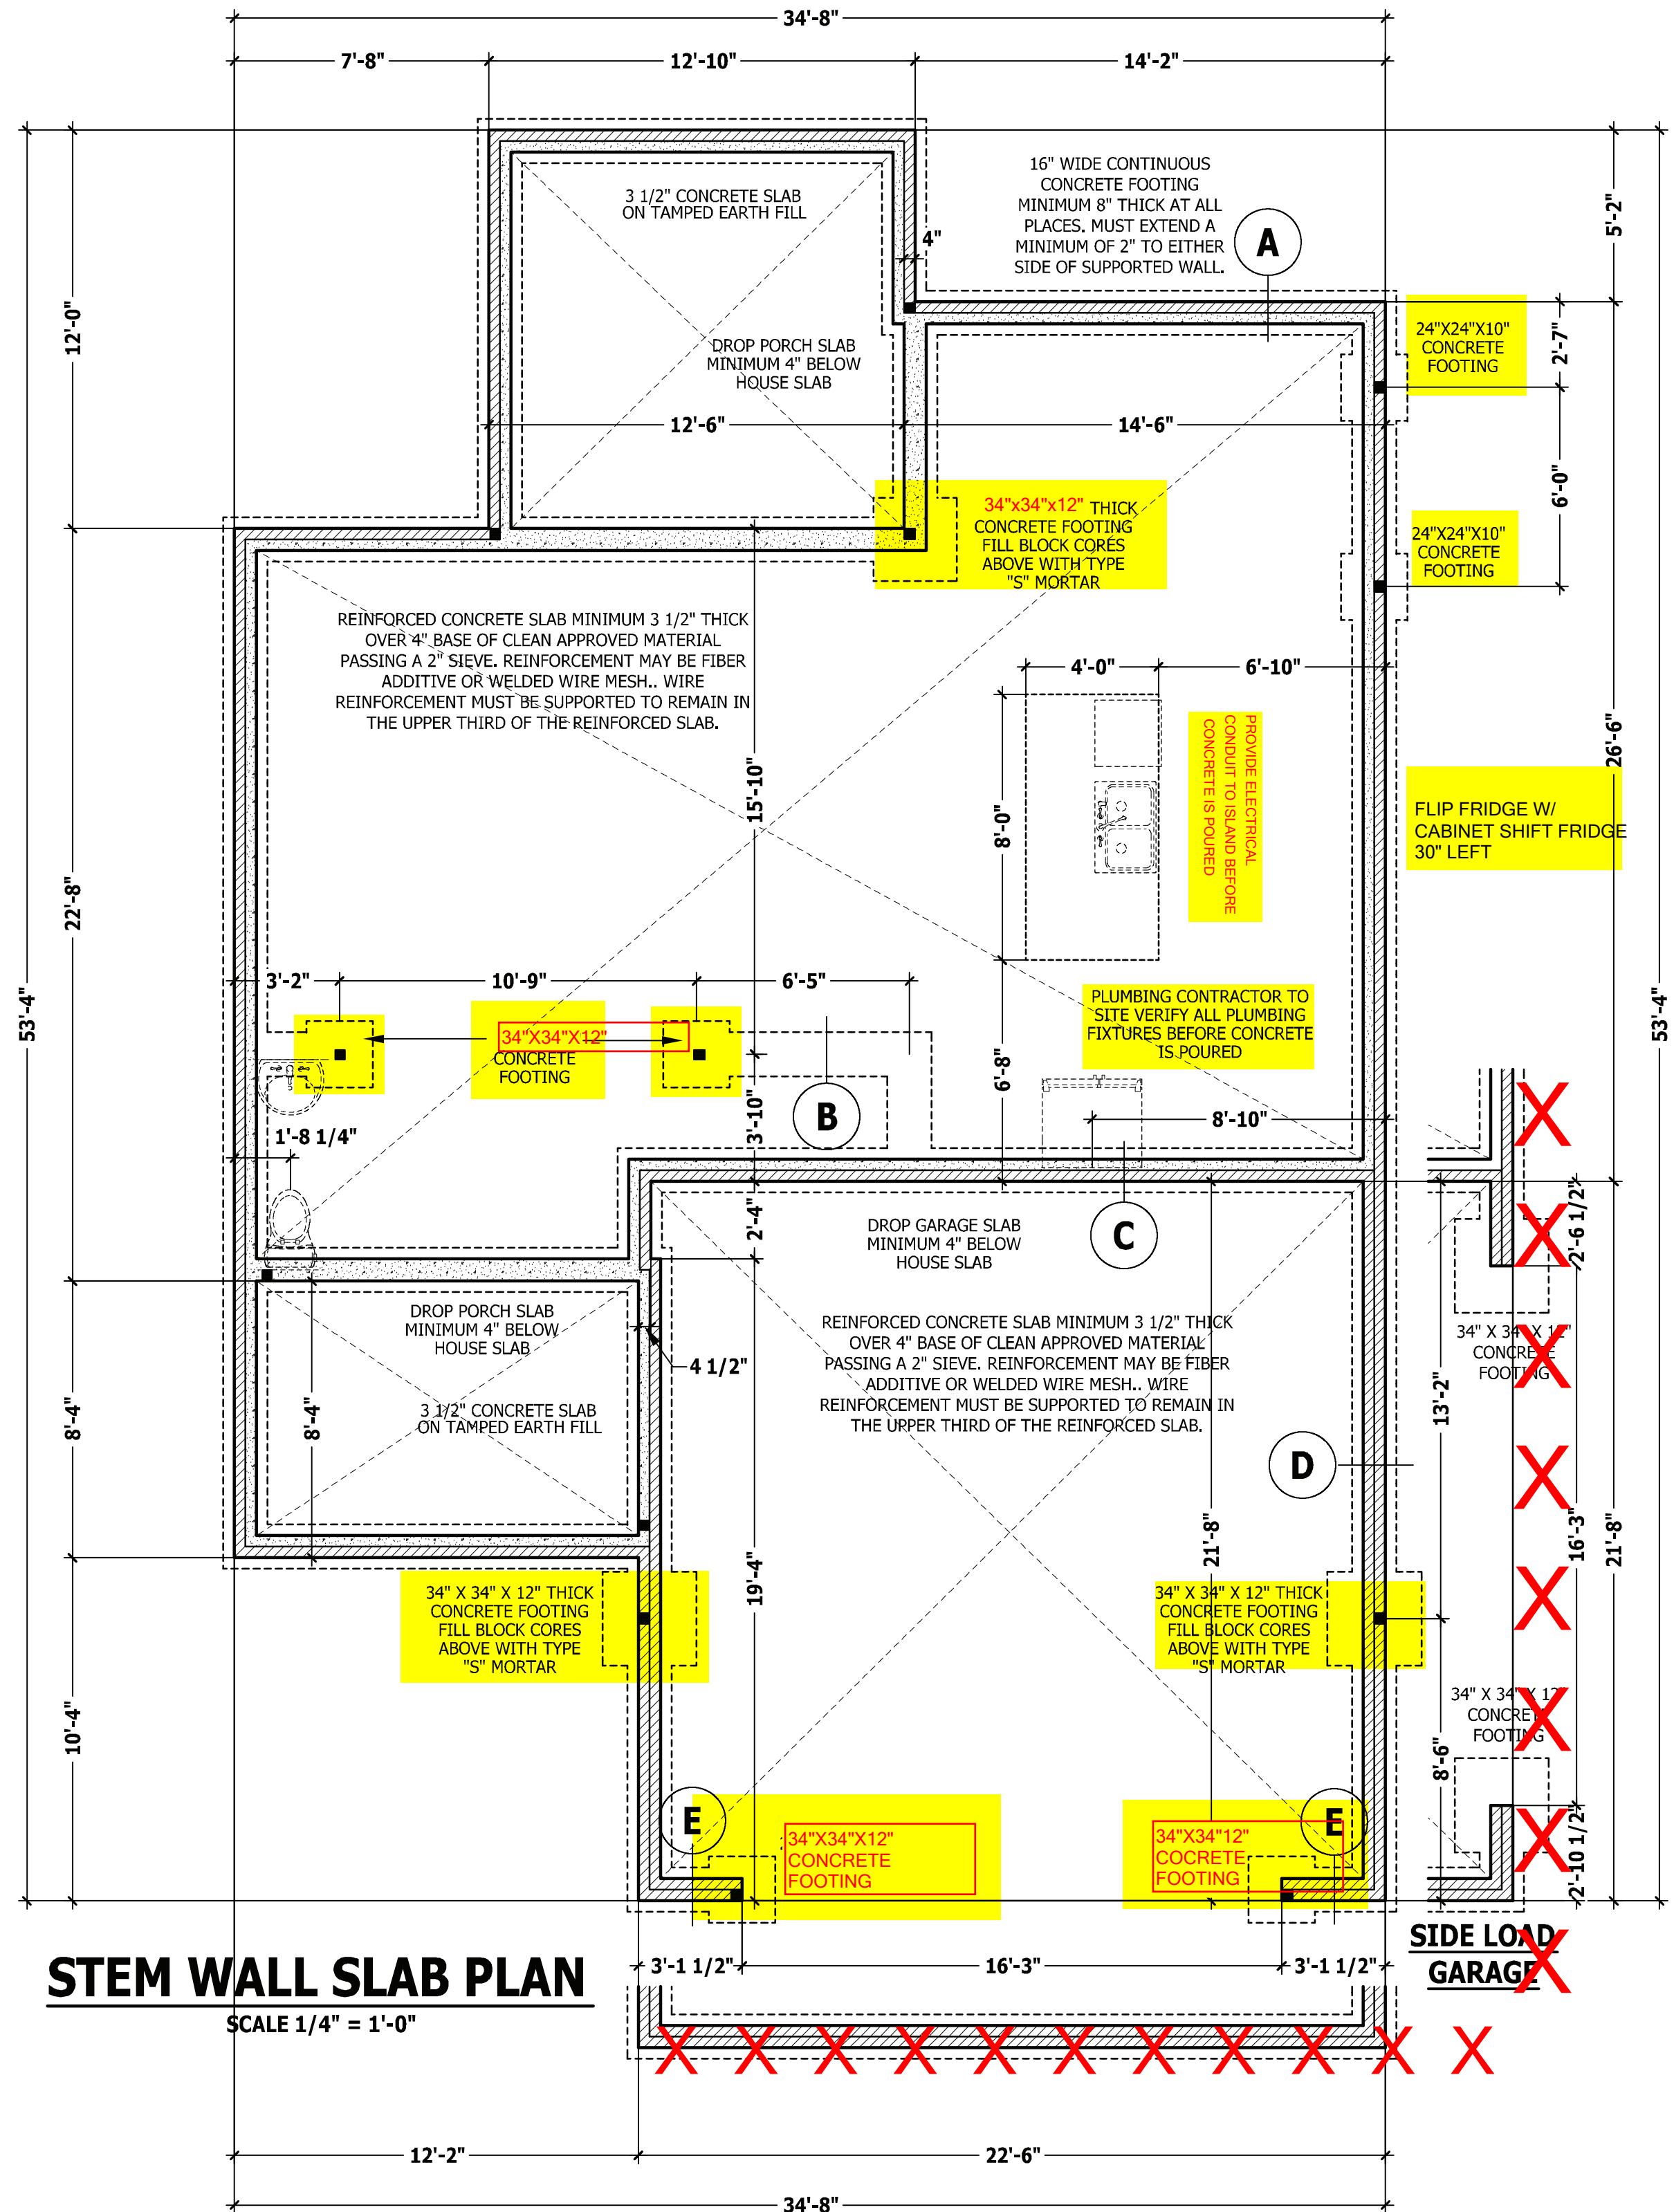 34'-8"
7'-8"
12'-10"
14'-2"
16" WIDE CONTINUOUS
CONCRETE FOOTING
MINIMUM 8" THICK AT ALL
PLACES. MUST EXTEND A
MINIMUM OF 2" TO EITHER
SIDE OF SUPPORTED WALL.
A
3 1/2" CONCRETE SLAB
ON TAMPED EARTH FILL
4"
5'-2"
12'-0"
24"X24"X10"
CONCRETE
FOOTING
2'-7"
DROP PORCH SLAB
MINIMUM 4" BELOW
HOUSE SLAB
12'-6"
14'-6"
6'-0"
34"x34"x12" THICK
CONCRETE FOOTING
FILL BLOCK CORES
ABOVE WITH TYPE
"S" MORTAR
24"X24"X10"
CONCRETE
FOOTING
REINFORCED CONCRETE SLAB MINIMUM 3 1/2" THICK
OVER 4" BASE OF CLEAN APPROVED MATERIAL
PASSING A 2" SIEVE. REINFORCEMENT MAY BE FIBER
ADDITIVE OR WELDED WIRE MESH.. WIRE
REINFORCEMENT MUST BE SUPPORTED TO REMAIN IN
THE UPPER THIRD OF THE REINFORCED SLAB.
4'-0"
6'-10"
PROVIDE ELECTRICAL
CONDUIT TO ISLAND BEFORE
CONCRETE IS POURED
26'-6"
15'-10"
8'-0"
FLIP FRIDGE W/
CABINET SHIFT FRIDGE
30" LEFT
22'-8"
53'-4"
53'-4"
3'-2"
10'-9"
6'-5"
34"X34"X12"
CONCRETE
FOOTING
PLUMBING CONTRACTOR TO
SITE VERIFY ALL PLUMBING
FIXTURES BEFORE CONCRETE
IS POURED
6'-8"
B
3'-10"
8'-10"
1'-8 1/4"
X
X
2'-6 1/2"
2'-4"
DROP GARAGE SLAB
MINIMUM 4" BELOW
HOUSE SLAB
C
DROP PORCH SLAB
MINIMUM 4" BELOW
HOUSE SLAB
REINFORCED CONCRETE SLAB MINIMUM 3 1/2" THICK
OVER 4" BASE OF CLEAN APPROVED MATERIAL
PASSING A 2" SIEVE. REINFORCEMENT MAY BE FIBER
ADDITIVE OR WELDED WIRE MESH.. WIRE
REINFORCEMENT MUST BE SUPPORTED TO REMAIN IN
THE UPPER THIRD OF THE REINFORCED SLAB.
34" X 34" X 12"
CONCRETE
FOOTING
X
4 1/2"
8'-4"
8'-4"
3 1/2" CONCRETE SLAB
ON TAMPED EARTH FILL
13'-2"
D
X
16'-3"
21'-8"
21'-8"
19'-4"
X
34" X 34" X 12" THICK
CONCRETE FOOTING
FILL BLOCK CORES
ABOVE WITH TYPE
"S" MORTAR
34" X 34" X 12" THICK
CONCRETE FOOTING
FILL BLOCK CORES
ABOVE WITH TYPE
"S" MORTAR
10'-4"
34" X 34" X 12"
CONCRETE
FOOTING
X
8'-6"
E
34"X34"X12"
CONCRETE
FOOTING
34"X34"12"
COCRETE
FOOTING
E
X
2'-10 1/2"
SIDE LOAD
GARAGE
X
STEM WALL SLAB PLAN
SCALE 1/4" = 1'-0"
3'-1 1/2"
16'-3"
3'-1 1/2"
X X X X X X X X X X X
12'-2"
22'-6"
34'-8"